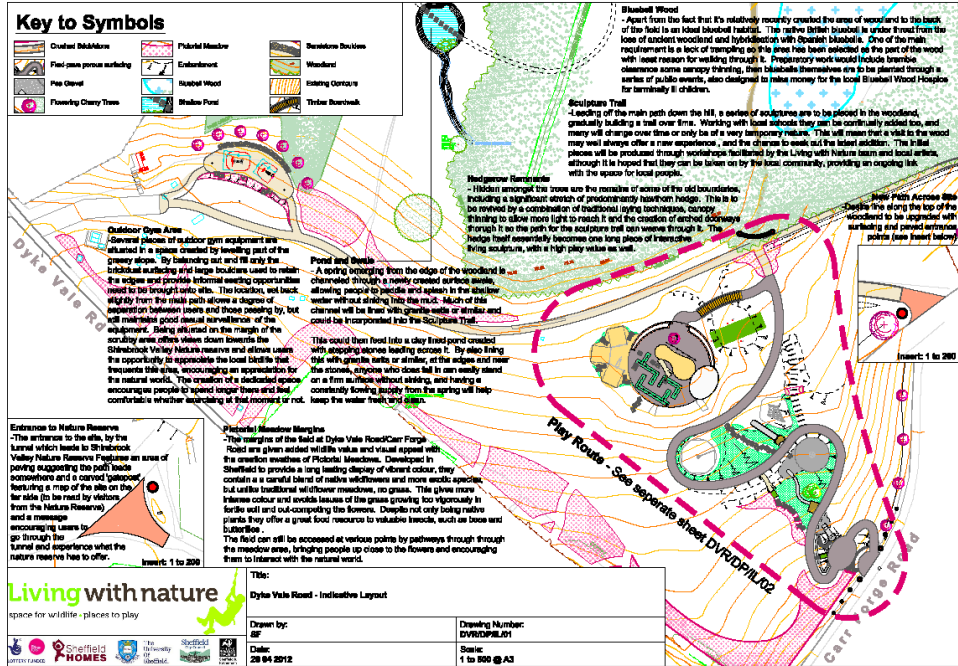 Key to Symbols
Crushed Brick/stone
Flexi-pave porous surfacing
Pea Gravel
Flowering Cherry Trees
Pictorial Meadow
Embankment
Bluebell Wood
Shallow Pond
Sandstone Boulders
Woodland
Existing Contours
Timber Boardwalk
Bluebell Wood
- Apart from the fact that it's relatively recently created the area of woodland to the back
of the field is an ideal bluebell habitat. The native British bluebell is under threat from the
loss of ancient woodland and hybridisation with Spanish bluebells. One of the main
requirement is a lack of trampling so this area has been selected as the part of the wood
with least reason for walking through it. Preparatory work would include bramble
clearance some canopy thinning, then bluebells themselves are to be planted through a
series of public events, also designed to raise money for the local Bluebell Wood Hospice
for terminally ill children.
Sculpture Trail
-Leading off the main path down the hill, a series of sculptures are to be placed in the woodland,
gradually building a trail over time. Working with local schools they can be continually added too, and
many will change over time or only be of a very temporary nature. This will mean that a visit to the wood
may well always offer a new experience, and the chance to seek out the latest addition. The initial
pieces will be produced through workshops facilitated by the Living with Nature team and local artists,
although it is hoped that they can be taken on by the local community, providing an ongoing link
with the space for local people.
Hedgerow Remnants
- Hidden amongst the trees are the remains of some of the old boundaries,
including a significant stretch of predominantly hawthorn hedge. This is to
be revived by a combination of traditional laying techniques, canopy
thinning to allow more light to reach it and the creation of arched doorways
through it so the path for the sculpture trail can weave through it. The
hedge itself essentially becomes one long place of interactive
living sculpture, with a high play value as well.
New Path Across Site
-Desire line along the top of the
woodland to be upgraded with
surfacing and paved entrance
points (see insert below)
Insert: 1 to 200
Dyke Vale Rd
Outdoor Gym Area
-Several pieces of outdoor gym equipment are
situated in a space created by levelling part of the
grassy slope. By balancing cut and fill only the
brickdust surfacing and large boulders used to retain
the edges and provide informal seating opportunities
need to be brought onto site. The location, set back
slightly from the main path allows a degree of
separation between users and those passing by, but
still maintains good casual surveillance of the
equipment. Being situated on the margin of the
scrubby area offers views down towards the
Shirebrook Valley Nature reserve and allows users
the opportunity to appreciate the local birdlife that
frequents this area, encouraging an appreciation for
the natural world. The creation of a dedicated space
encourages people to spend longer there and feel
comfortable whether exercising at that moment or not.
Pond and Swale
- A spring emerging from the edge of the woodland is
channeled through a newly created surface swale,
allowing people to paddle and splash in the shallow
water without sinking into the mud. Much of this
channel will be lined with granite setts or similar and
could be incorporated into the Sculpture Trail.
This could then feed into a clay lined pond created
with stepping stones leading across it. By also lining
this with granite setts or similar, at the edges and near
the stones, anyone who does fall in can easily stand
on a firm surface without sinking, and having a
constantly flowing supply from the spring will help
keep the water fresh and clean.
Entrance to Nature Reserve
-The entrance to the site, by the
tunnel which leads to Shirebrook
Valley Nature Reserve Features an area of
paving suggesting the path leads
somewhere and a carved 'gatepost'
featuring a map of the site on the
far side (to be read by visitors
from the Nature Reserve)
and a message
encouraging users to
go through the
tunnel and experience what the
nature reserve has to offer.
Insert: 1 to 200
Pictorial Meadow Margins
-The margins of the field at Dyke Vale Road/Carr Forge
Road are given added wildlife value and visual appeal with
the creation swathes of Pictorial Meadows. Developed in
Sheffield to provide a long lasting display of vibrant colour, they
contain a a careful blend of native wildflowers and more exotic species,
but unlike traditional wildflower meadows, no grass. This gives more
intense colour and avoids issues of the grass growing too vigorously in
fertile soil and out-competing the flowers. Despite not only being native
plants they offer a great food resource to valuable insects, such as bees and
butterflies .
The field can still be accessed at various points by pathways through through
the meadow area, bringing people up close to the flowers and encouraging
them to interact with the natural world.
Play Route - See separate sheet DVR/DP/IL/02
Carr Forge Road
Living with nature
space for wildlife • places to play
LOTTERY FUNDED
Sheffield
HOMES
The
University
Of
Sheffield.
Sheffield
Title:
Dyke Vale Road - Indicative Layout
Drawn by:
SF
Drawing Number:
DVR/DP/IL/01
Date:
26 04 2012
Scale:
1 to 500 @ A3